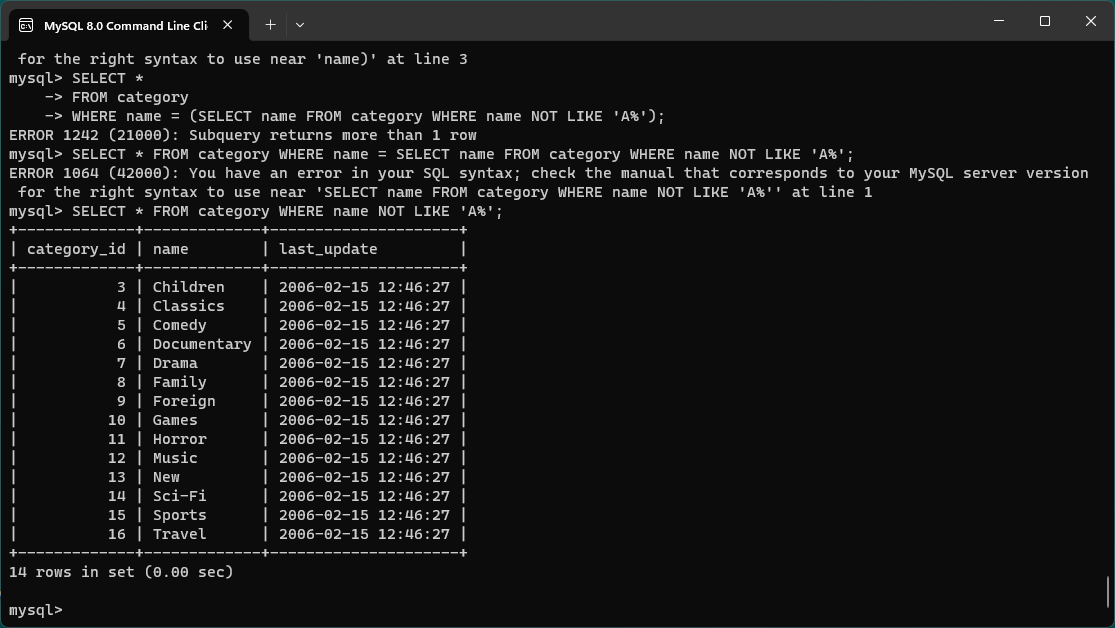 MySQL 8.0 Command Line Cli
 for the right syntax to use near 'name)' at line 3
mysql> SELECT *
    -> FROM category
    -> WHERE name = (SELECT name FROM category WHERE name NOT LIKE 'A%');
ERROR 1242 (21000): Subquery returns more than 1 row
mysql> SELECT * FROM category WHERE name = SELECT name FROM category WHERE name NOT LIKE 'A%';
ERROR 1064 (42000): You have an error in your SQL syntax; check the manual that corresponds to your MySQL server version
 for the right syntax to use near 'SELECT name FROM category WHERE name NOT LIKE 'A%'' at line 1
mysql> SELECT * FROM category WHERE name NOT LIKE 'A%';
+-------------+-------------+---------------------+
| category_id | name        | last_update         |
+-------------+-------------+---------------------+
|           3 | Children    | 2006-02-15 12:46:27 |
|           4 | Classics    | 2006-02-15 12:46:27 |
|           5 | Comedy      | 2006-02-15 12:46:27 |
|           6 | Documentary | 2006-02-15 12:46:27 |
|           7 | Drama       | 2006-02-15 12:46:27 |
|           8 | Family      | 2006-02-15 12:46:27 |
|           9 | Foreign     | 2006-02-15 12:46:27 |
|          10 | Games       | 2006-02-15 12:46:27 |
|          11 | Horror      | 2006-02-15 12:46:27 |
|          12 | Music       | 2006-02-15 12:46:27 |
|          13 | New         | 2006-02-15 12:46:27 |
|          14 | Sci-Fi      | 2006-02-15 12:46:27 |
|          15 | Sports      | 2006-02-15 12:46:27 |
|          16 | Travel      | 2006-02-15 12:46:27 |
+-------------+-------------+---------------------+
14 rows in set (0.00 sec)
mysql>